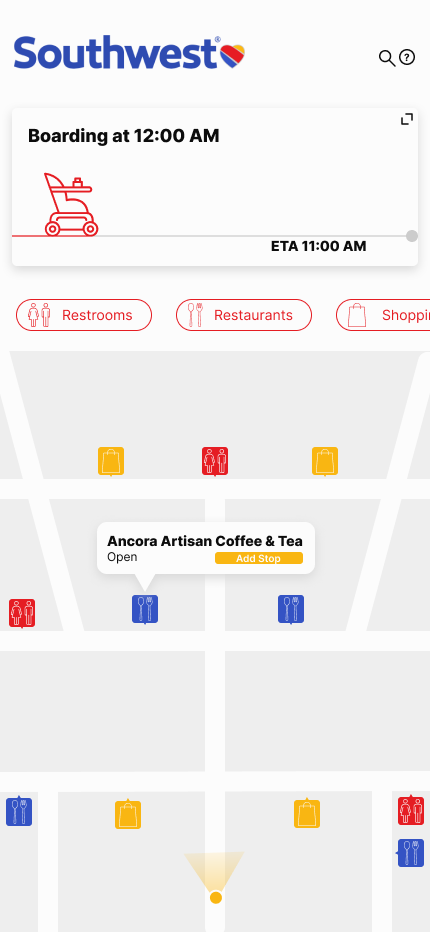 Southwest®
?
Boarding at 12:00 AM
ETA 11:00 AM
Restrooms
Restaurants
Shoppin
Ancora Artisan Coffee & Tea
Open
Add Stop